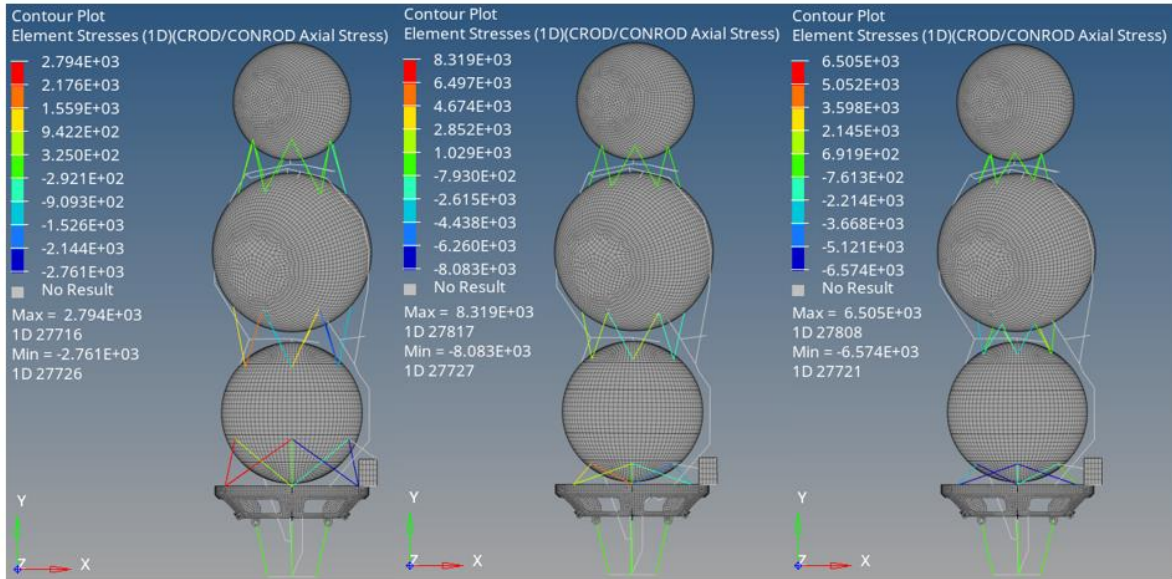 Contour Plot
Element Stresses (1D)(CROD/CONROD Axial Stress)
2.794E+03
2.176E+03
1.559E+03
9.422E+02
3.250E+02
-2.921E+02
-9.093E+02
-1.526E+03
-2.144E+03
-2.761E+03
No Result
Max = 2.794E+03
1D 27716
Min = -2.761E+03
1D 27726
Y
Z
X
Contour Plot
Element Stresses (1D)(CROD/CONROD Axial Stress)
8.319E+03
6.497E+03
4.674E+03
2.852E+03
1.029E+03
-7.930E+02
-2.615E+03
-4.438E+03
-6.260E+03
-8.083E+03
No Result
Max = 8.319E+03
1D 27817
Min = -8.083E+03
1D 27727
Y
Z
X
Contour Plot
Element Stresses (1D)(CROD/CONROD Axial Stress)
6.505E+03
5.052E+03
3.598E+03
2.145E+03
6.919E+02
-7.613E+02
-2.214E+03
-3.668E+03
-5.121E+03
-6.574E+03
No Result
Max = 6.505E+03
1D 27808
Min = -6.574E+03
1D 27721
Y
Z
X